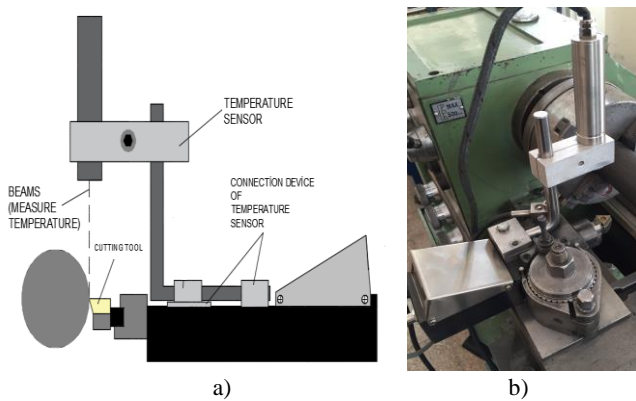 TEMPERATURE
SENSOR
BEAMS
(MEASURE
TEMPERATURE)
CONNECTION DEVICE
OF
TEMPERATURE
SENSOR
CUTTING TOOL
a)
b)